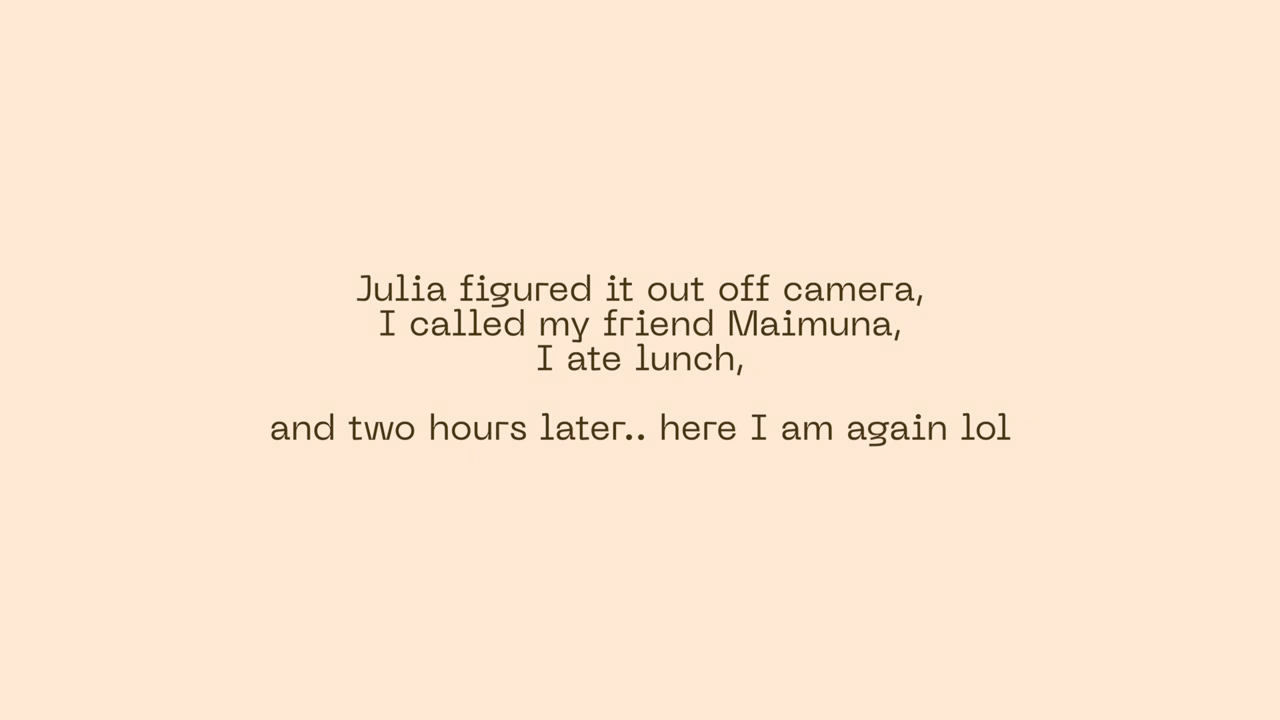 Julia figured it out off camera,
I called my friend Maimuna,
I ate lunch,
and two hours later.. here I am again lol